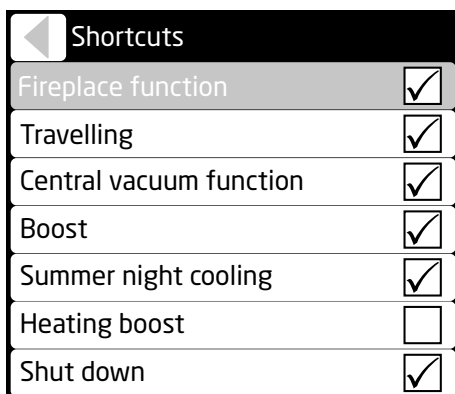 Shortcuts
Fireplace function
Travelling
Central vacuum function
Boost
Summer night cooling
Heating boost
Shut down